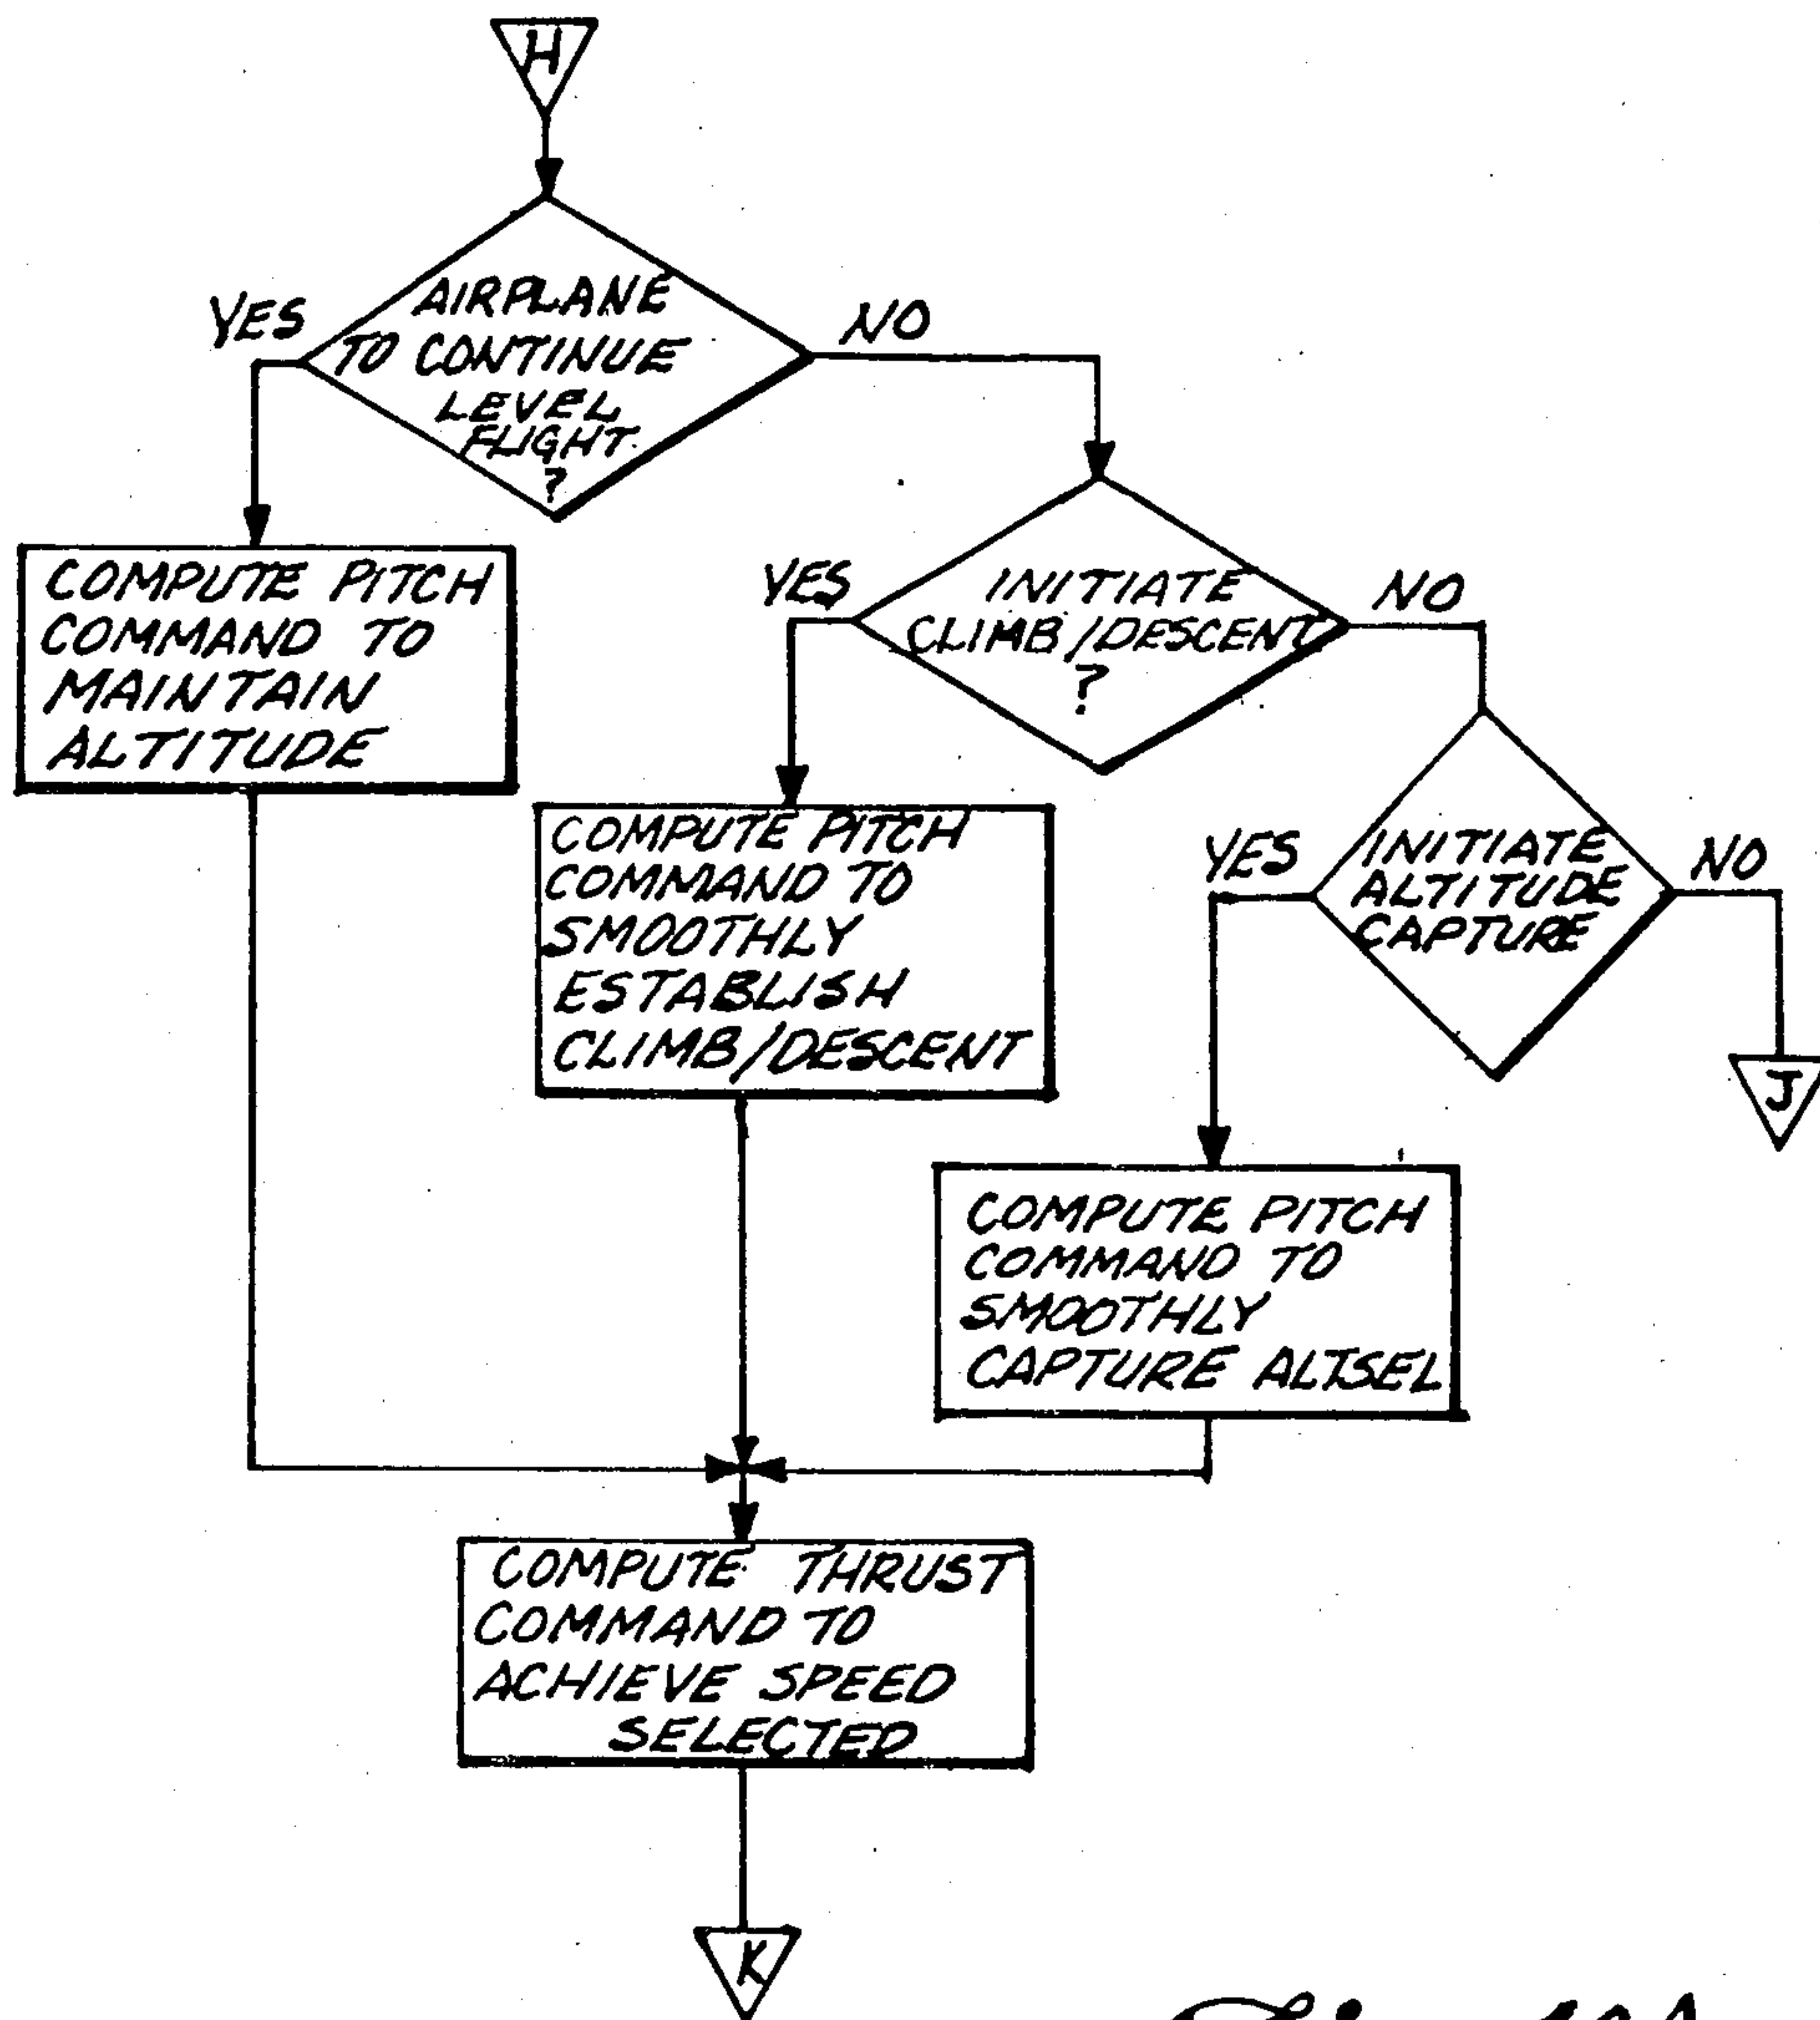 H
AIRPLANE
TO CONTINUE
LEVEL
FLIGHT
?
YES
NO
COMPUTE PITCH
COMMAND TO
MAINTAIN
ALTITUDE
INITIATE
CLIMB/DESCENT
?
YES
NO
COMPUTE PITCH
COMMAND TO
SMOOTHLY
ESTABLISH
CLIMB/DESCENT
INITIATE
ALTITUDE
CAPTURE
YES
NO
J
COMPUTE PITCH
COMMAND TO
SMOOTHLY
CAPTURE ALTSEL
COMPUTE THRUST
COMMAND TO
ACHIEVE SPEED
SELECTED
K